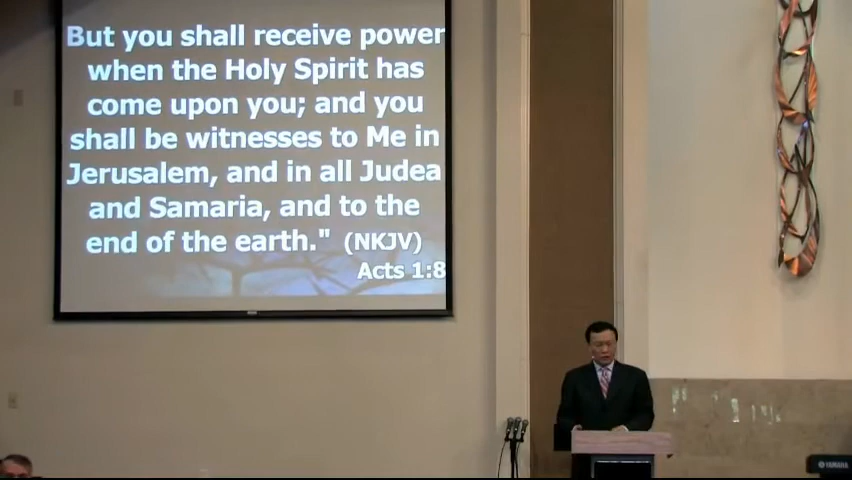 But you shall receive power
when the Holy Spirit has
come upon you; and you
shall be witnesses to Me in
Jerusalem, and in all Judea
and Samaria, and to the
end of the earth." (NKJV)
Acts 1:8
YAMAHA